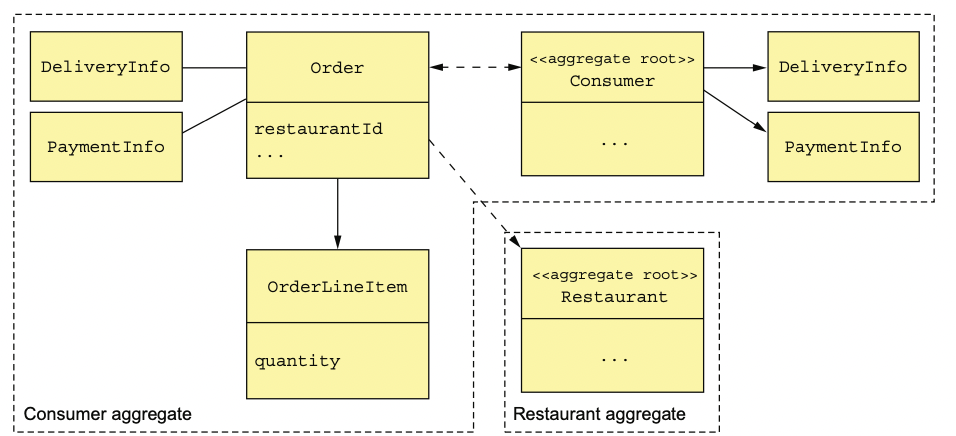 DeliveryInfo
PaymentInfo
Order
restaurantId
...
<<aggregate root>>
Consumer
...
DeliveryInfo
PaymentInfo
OrderLineItem
quantity
<<aggregate root>>
Restaurant
...
Consumer aggregate
Restaurant aggregate